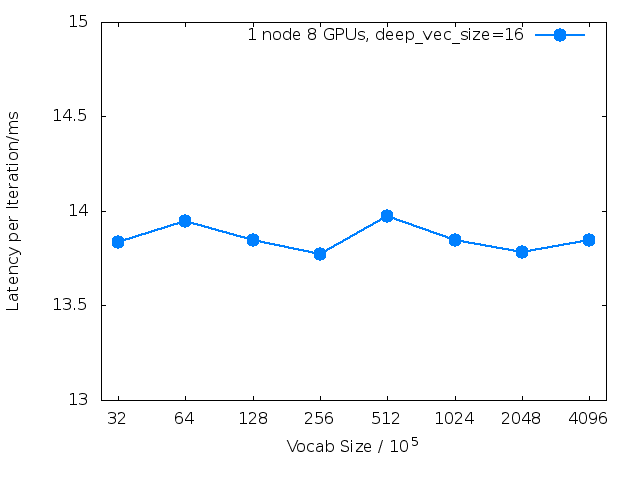 15
1 node 8 GPUs, deep_vec_size=16
14.5
14
13.5
13
Latency per Iteration/ms
32 64 128 256 512 1024 2048 4096
Vocab Size / 10^5